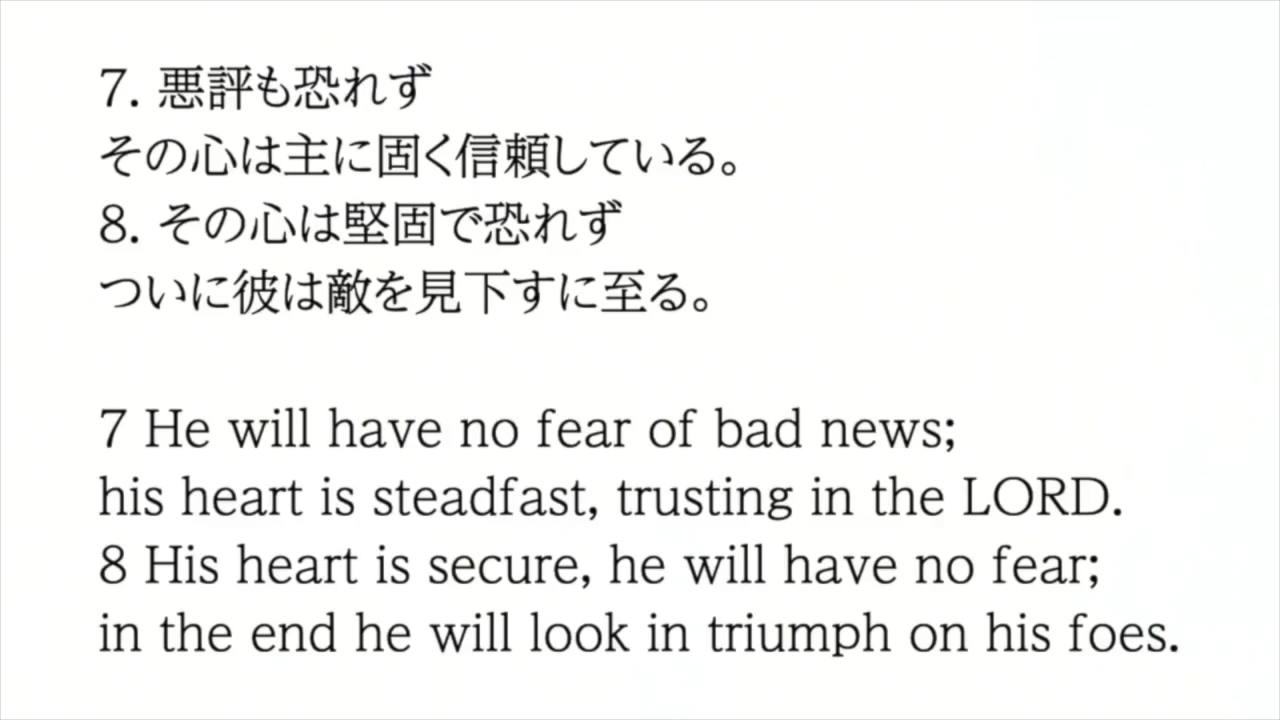 7. 悪評も恐れず
その心は主に固く信頼している。
8. その心は堅固で恐れず
ついに彼は敵を見下すに至る。
7 He will have no fear of bad news;
his heart is steadfast, trusting in the LORD.
8 His heart is secure, he will have no fear;
in the end he will look in triumph on his foes.